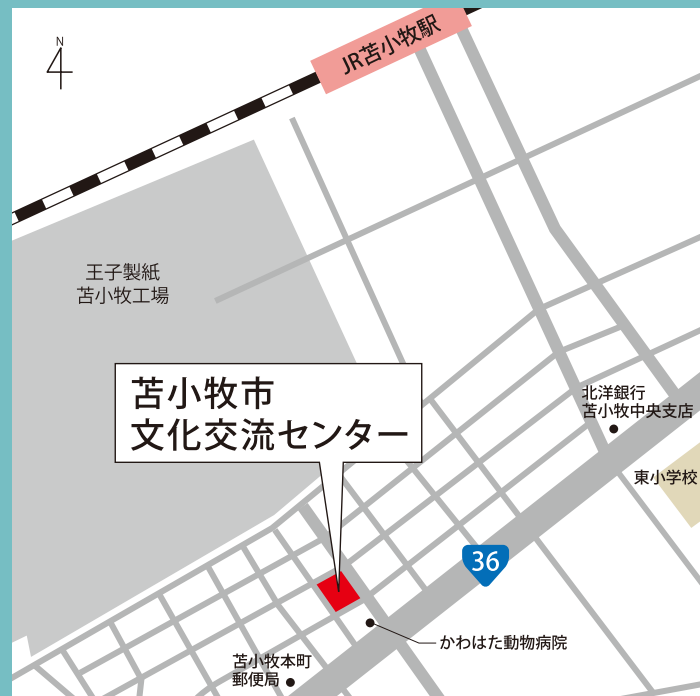 N
JR苫小牧駅
王子製紙
苫小牧工場
苫小牧市
文化交流センター
北洋銀行
苫小牧中央支店
東小学校
36
かわはた動物病院
苫小牧本町
郵便局